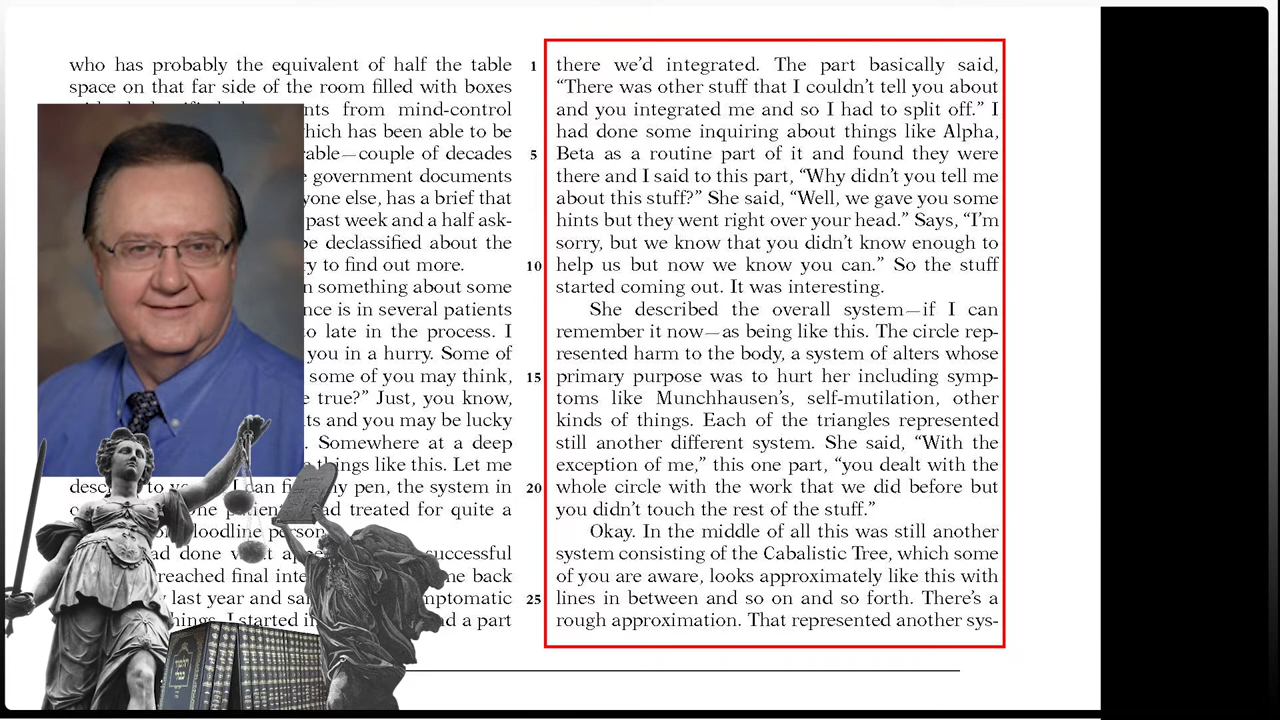 who has probably the equivalent of half the table
space on that far side of the room filled with boxes
from mind-control
which has been able to be
couple of decades
government documents
else, has a brief that
past week and a half ask-
be declassified about the
to find out more.
something about some
is in several patients
to late in the process. I
you in a hurry. Some of
some of you may think,
true?” Just, you know,
and you may be lucky
Somewhere at a deep
things like this. Let me
to can my pen, the system in
had treated for quite a
done successful
reached final back
last year and
I started a part
1 there we’d integrated. The part basically said,
“There was other stuff that I couldn’t tell you about
and you integrated me and so I had to split off.” I
had done some inquiring about things like Alpha,
5 Beta as a routine part of it and found they were
there and I said to this part, “Why didn’t you tell me
about this stuff?” She said, “Well, we gave you some
hints but they went right over your head.” Says, “I’m
sorry, but we know that you didn’t know enough to
10 help us but now we know you can.” So the stuff
started coming out. It was interesting.
She described the overall system—if I can
remember it now—as being like this. The circle rep-
resented harm to the body, a system of alters whose
15 primary purpose was to hurt her including symp-
toms like Munchhausen’s, self-mutilation, other
kinds of things. Each of the triangles represented
still another different system. She said, “With the
exception of me,” this one part, “you dealt with the
20 whole circle with the work that we did before but
you didn’t touch the rest of the stuff.”
Okay. In the middle of all this was still another
system consisting of the Cabalistic Tree, which some
of you are aware, looks approximately like this with
25 lines in between and so on and so forth. There’s a
rough approximation. That represented another sys-